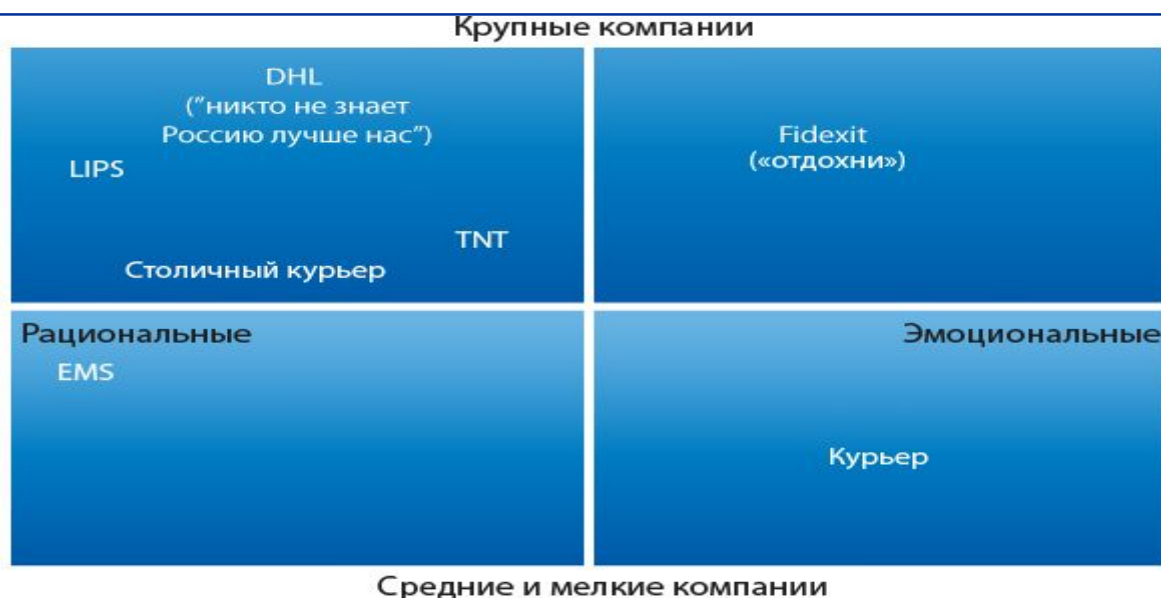 Крупные компании
DHL
("никто не знает
Россию лучше нас")
LIPS
TNT
Столичный курьер
Fidexit
(«отдохни»)
Рациональные
Эмоциональные
EMS
Курьер
Средние и мелкие компании